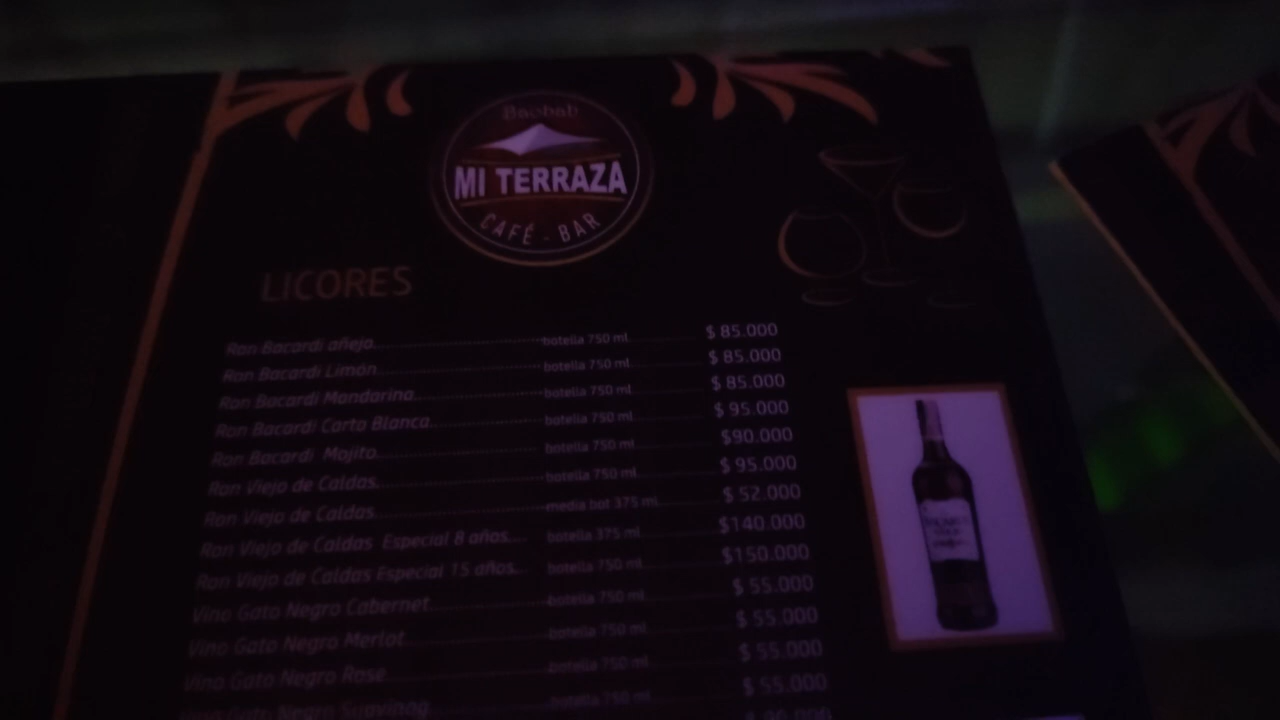 Baobab
MI TERRAZA
CAFÉ - BAR
LICORES
Ron Bacardi añejo botella 750 ml $ 85.000
Ron Bacardi Limón botella 750 ml $ 85.000
Ron Bacardi Mandarina botella 750 ml $ 85.000
Ron Bacardi Carta Blanca botella 750 ml $ 95.000
Ron Bacardi Mojito botella 750 ml $90.000
Ron Viejo de Caldas botella 750 ml $ 95.000
Ron Viejo de Caldas media bot 375 ml $ 52.000
Ron Viejo de Caldas Especial 8 años botella 375 ml $140.000
Ron Viejo de Caldas Especial 15 años botella 750 ml $150.000
Vino Gato Negro Cabernet botella 750 ml $ 55.000
Vino Gato Negro Merlot botella 750 ml $ 55.000
Vino Gato Negro Rose botella 750 ml $ 55.000
Vino Gato Negro botella 750 ml $ 55.000